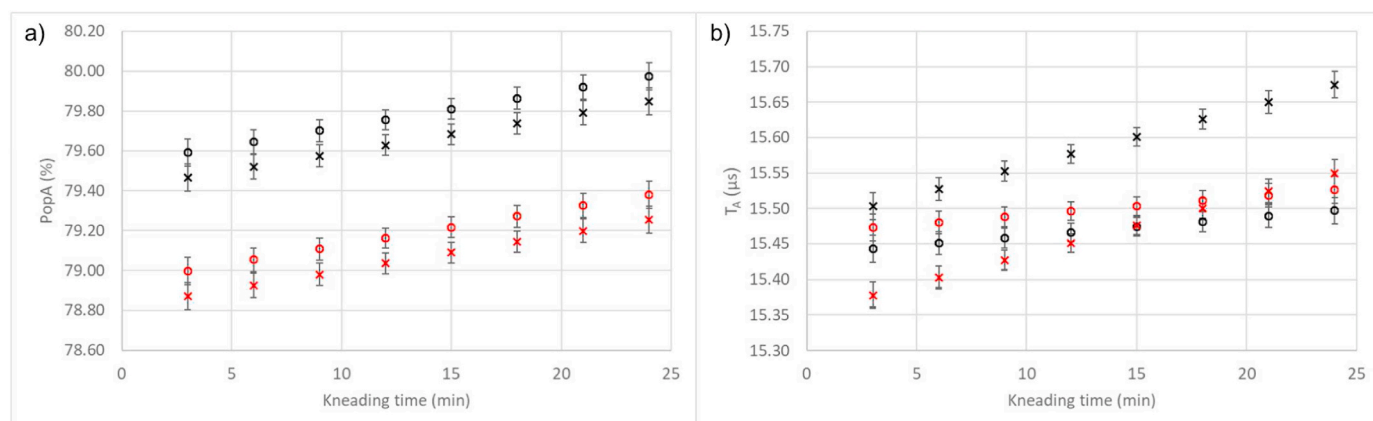 a)
PopA (%)
80.20
80.00
79.80
79.60
79.40
79.20
79.00
78.80
78.60
0 5 10 15 20 25
Kneading time (min)
b)
T_A (µs)
15.75
15.70
15.65
15.60
15.55
15.50
15.45
15.40
15.35
15.30
0 5 10 15 20 25
Kneading time (min)